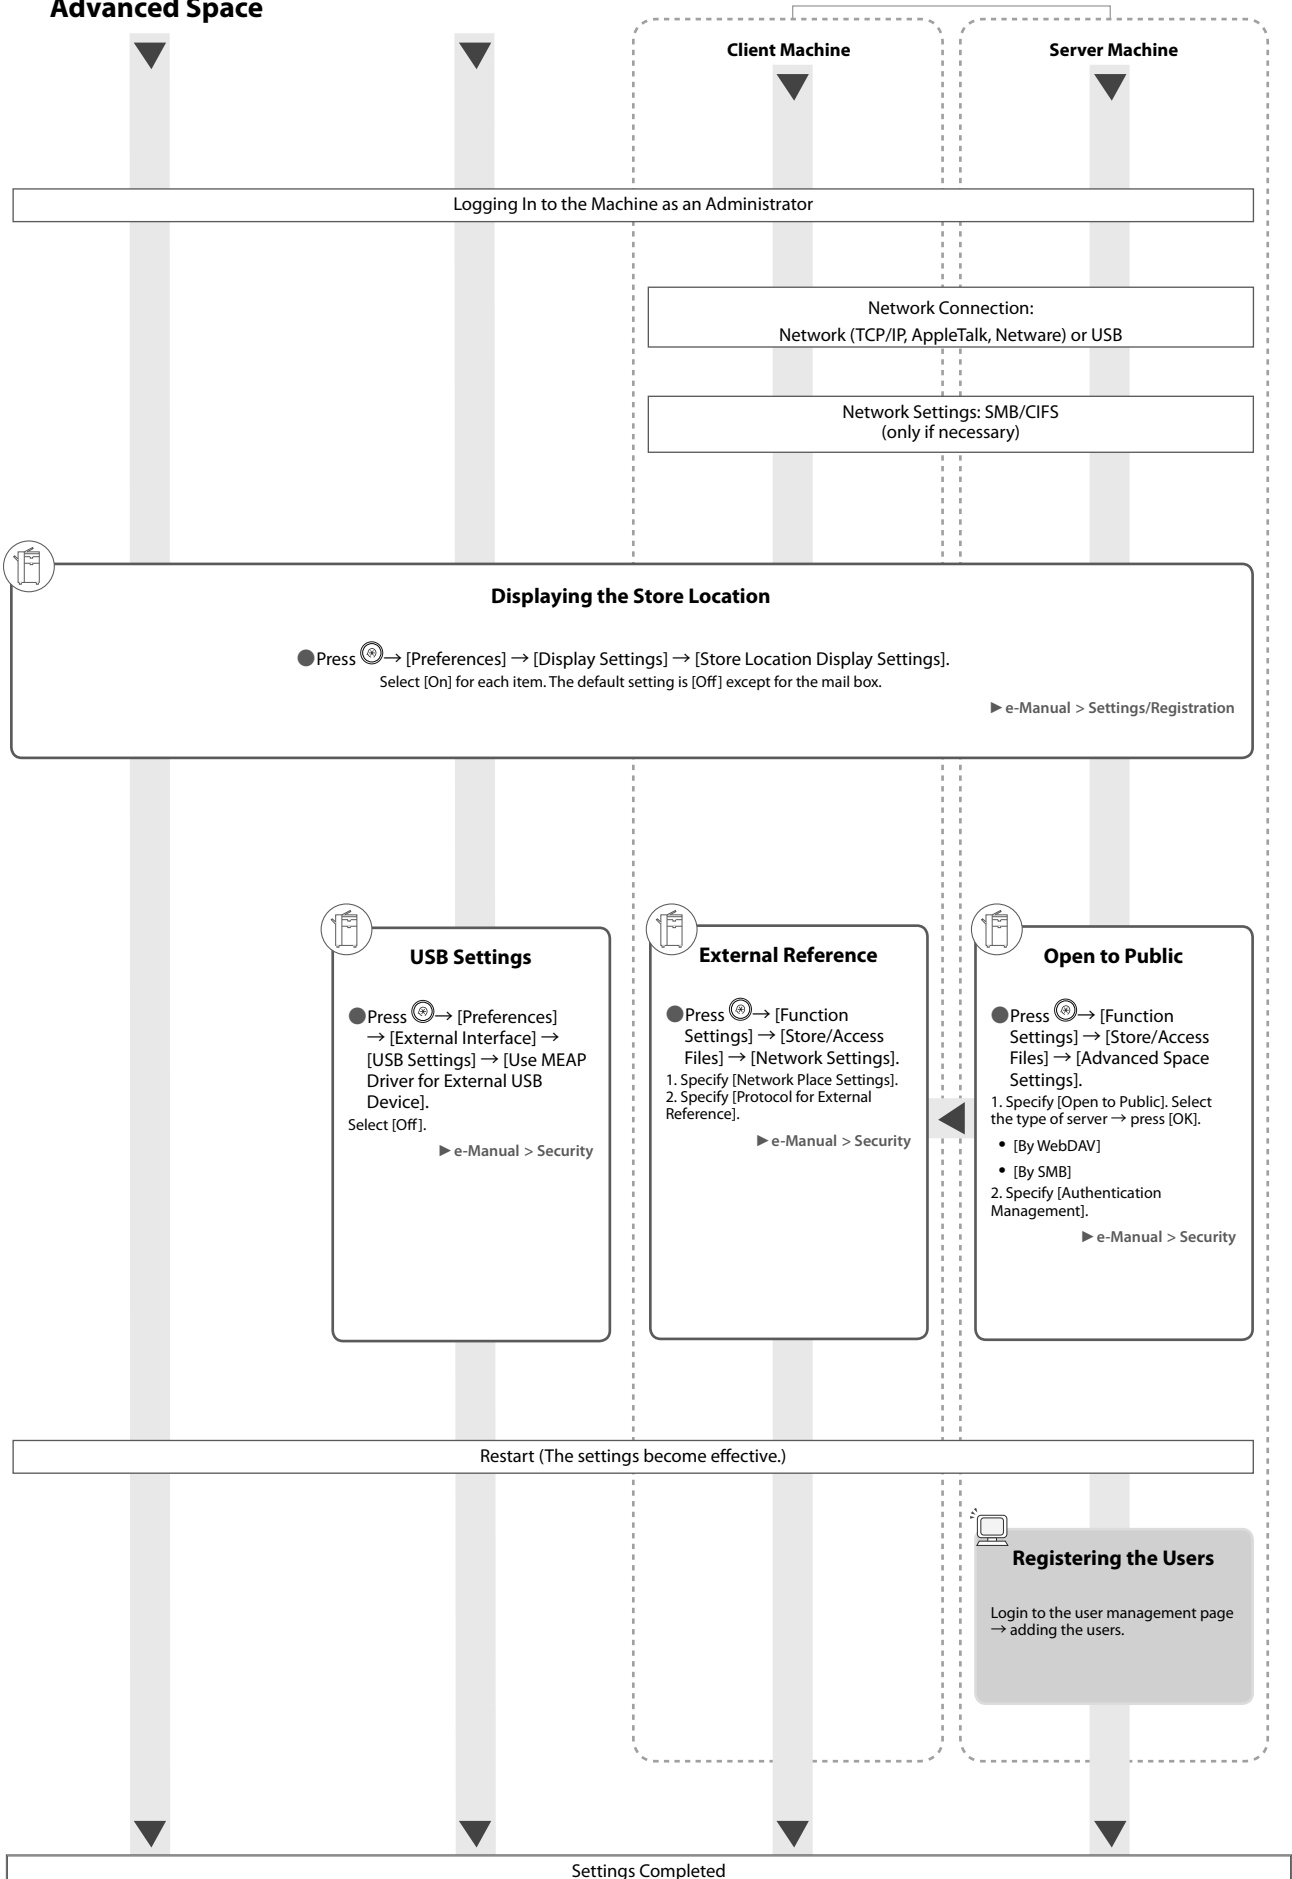 Advanced Space
Client Machine
Server Machine
Logging In to the Machine as an Administrator
Network Connection:
Network (TCP/IP, AppleTalk, Netware) or USB
Network Settings: SMB/CIFS
(only if necessary)
Displaying the Store Location
●Press → [Preferences] → [Display Settings] → [Store Location Display Settings].
Select [On] for each item. The default setting is [Off] except for the mail box.
►e-Manual > Settings/Registration
USB Settings
●Press → [Preferences]
→ [External Interface] →
[USB Settings] → [Use MEAP
Driver for External USB
Device].
Select [Off].
►e-Manual > Security
External Reference
●Press → [Function
Settings] → [Store/Access
Files] → [Network Settings].
1. Specify [Network Place Settings].
2. Specify [Protocol for External
Reference].
►e-Manual > Security
Open to Public
●Press → [Function
Settings] → [Store/Access
Files] → [Advanced Space
Settings].
1. Specify [Open to Public]. Select
the type of server → press [OK].
• [By WebDAV]
• [By SMB]
2. Specify [Authentication
Management].
►e-Manual > Security
Restart (The settings become effective.)
Registering the Users
Login to the user management page
→ adding the users.
Settings Completed